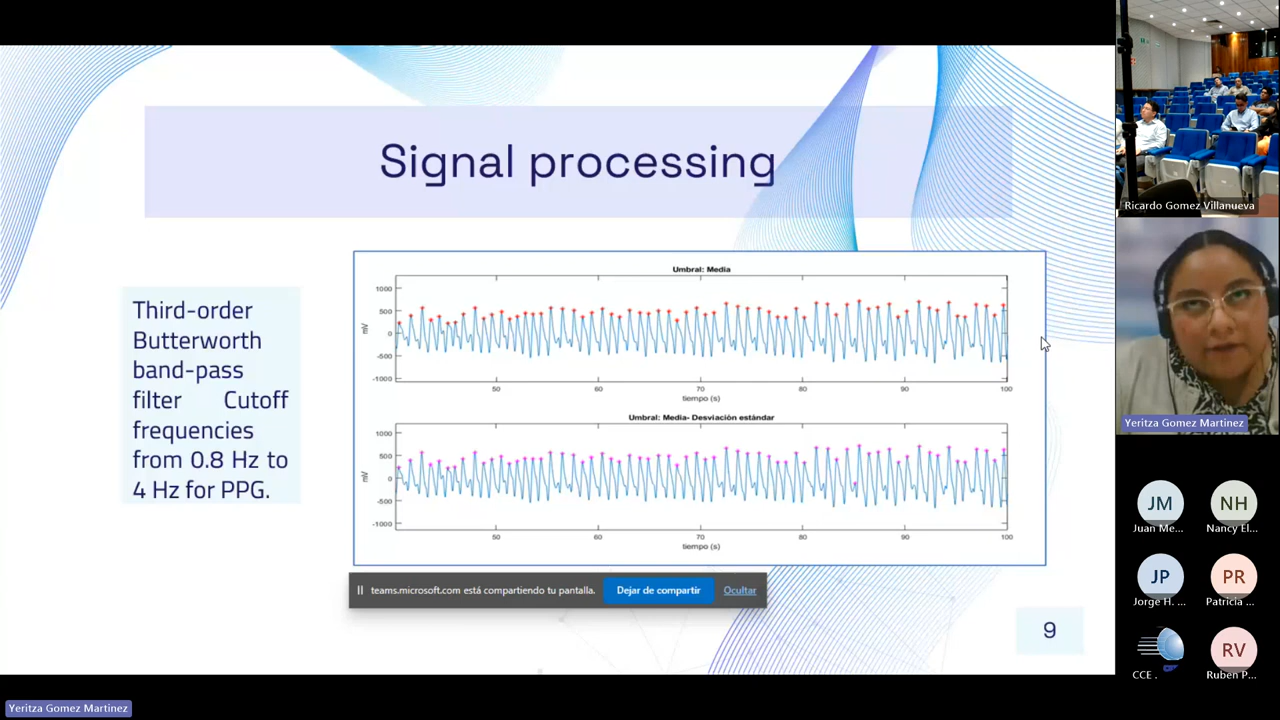 Signal processing
Third-order
Butterworth
band-pass
filter Cutoff
frequencies
from 0.8 Hz to
4 Hz for PPG.
Umbral: Media
1000
500
0
-500
-1000
mV
50
60
70
80
90
100
tiempo (s)
Umbral: Media- Desviación estándar
1000
500
0
-500
-1000
mV
50
60
70
80
90
100
tiempo (s)
teams.microsoft.com está compartiendo tu pantalla.
Dejar de compartir
Ocultar
9
Yeritza Gomez Martinez
Ricardo Gomez Villanueva
Yeritza Gomez Martinez
JM
Juan Me...
NH
Nancy El...
JP
Jorge H. ...
PR
Patricia ...
CCE .
RV
Ruben P...